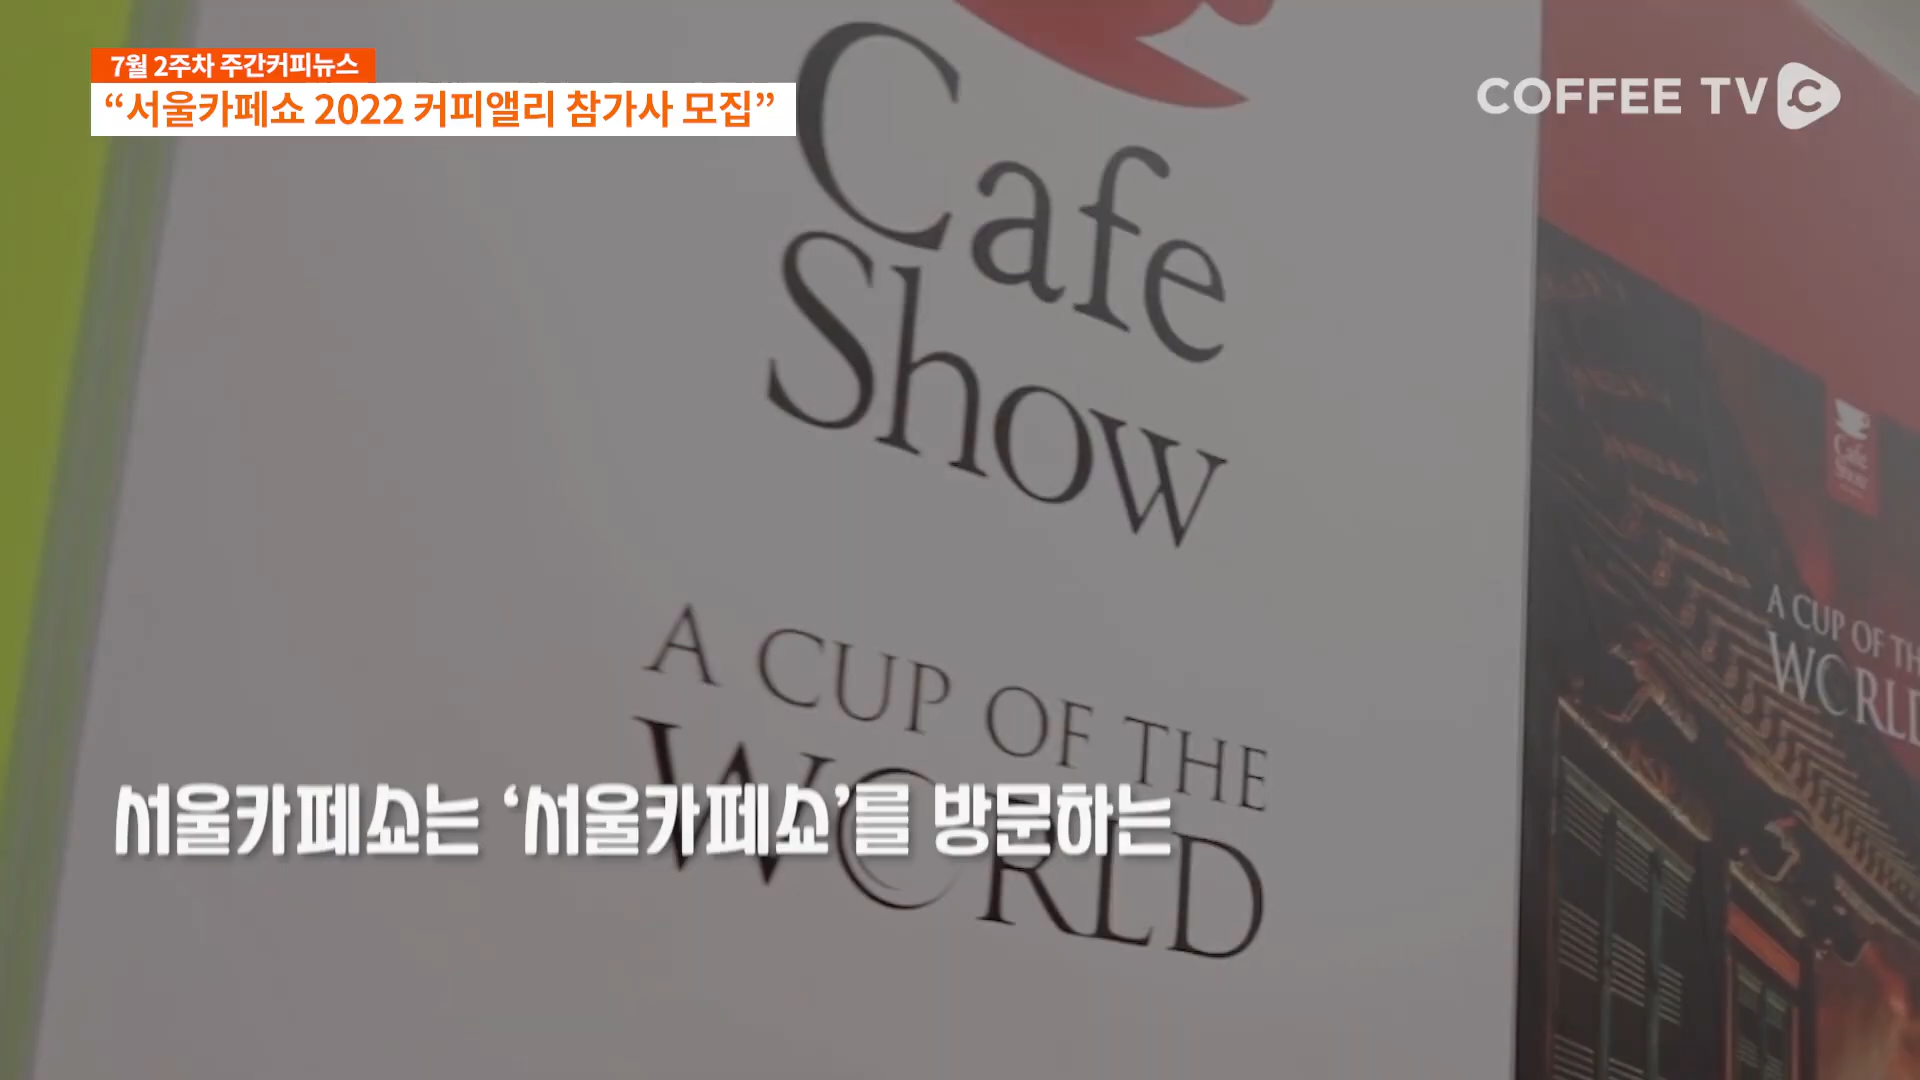 7월 2주차 주간커피뉴스
“서울카페쇼 2022 커피앨리 참가사 모집”
COFFEE TV
Cafe
Show
A CUP OF THE
WORLD
Cafe
Show
A CUP OF TH
WORLD
서울카페쇼는 ‘서울카페쇼’를 방문하는